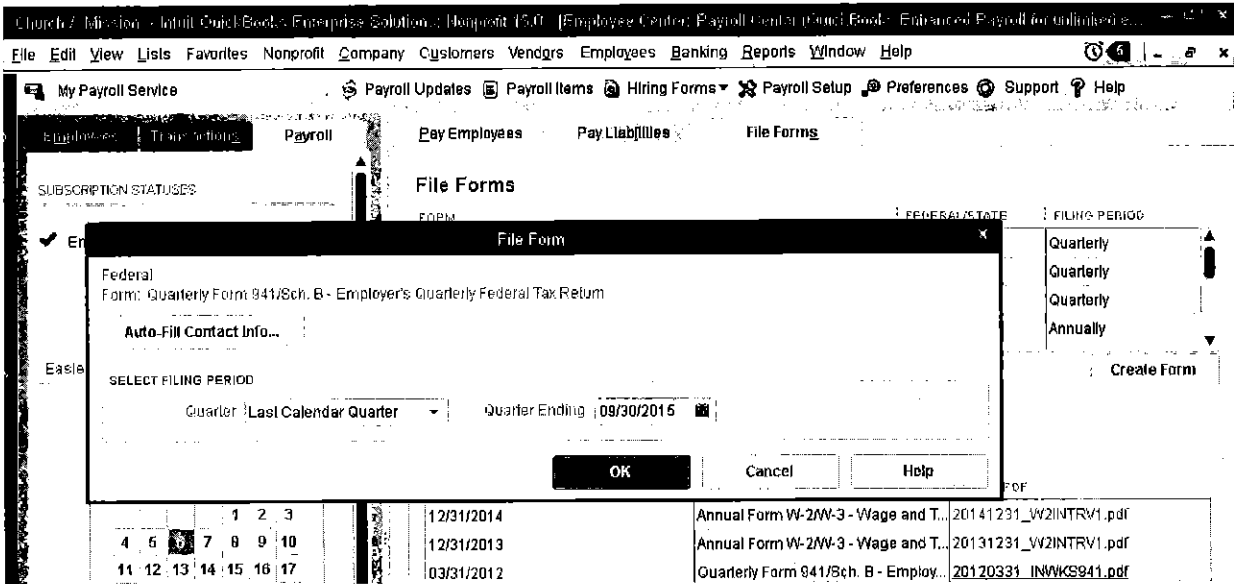 Church / Mission - Intuit QuickBooks Enterprise Solutions: Nonprofit 15.0 - [Employee Center: Payroll Center (QuickBooks Enhanced Payroll for unlimited e...
File Edit View Lists Favorites Nonprofit Company Customers Vendors Employees Banking Reports Window Help 6
My Payroll Service Payroll Updates Payroll Items Hiring Forms Payroll Setup Preferences Support Help
Employees Transactions Payroll Pay Employees Pay Liabilities File Forms
SUBSCRIPTION STATUSES File Forms
FORM FEDERAL/STATE FILING PERIOD
En File Form x Quarterly
Federal Quarterly
Form: Quarterly Form 941/Sch. B - Employer's Quarterly Federal Tax Return Quarterly
Auto-Fill Contact Info... Annually
Easie Create Form
SELECT FILING PERIOD
Quarter Last Calendar Quarter Quarter Ending 09/30/2015
OK Cancel Help
1 2 3 12/31/2014 Annual Form W-2/W-3 - Wage and T... 20141231_W2INTRV1.pdf
4 5 6 7 8 9 10 12/31/2013 Annual Form W-2/W-3 - Wage and T... 20131231_W2INTRV1.pdf
11 12 13 14 15 16 17 03/31/2012 Quarterly Form 941/Sch. B - Employ... 20120331_INWKS941.pdf